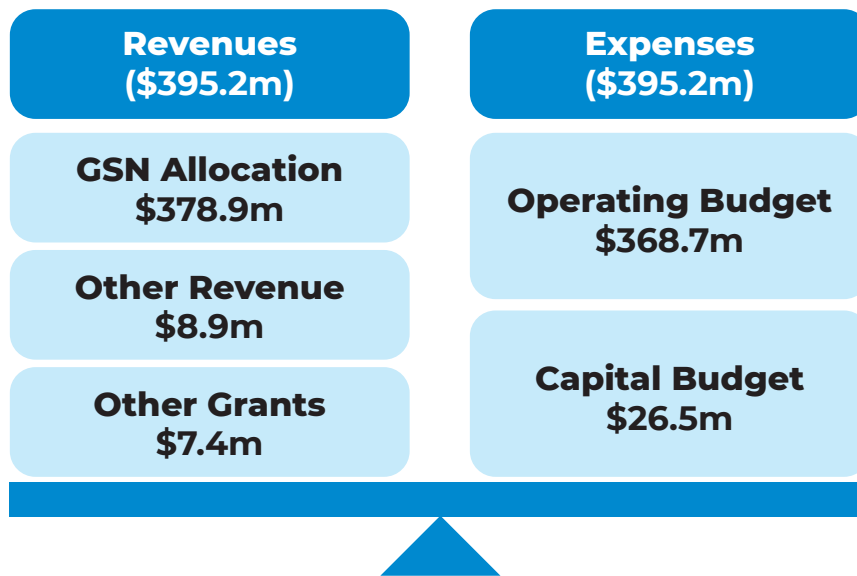 Revenues
($395.2m)
GSN Allocation
$378.9m
Other Revenue
$8.9m
Other Grants
$7.4m
Expenses
($395.2m)
Operating Budget
$368.7m
Capital Budget
$26.5m